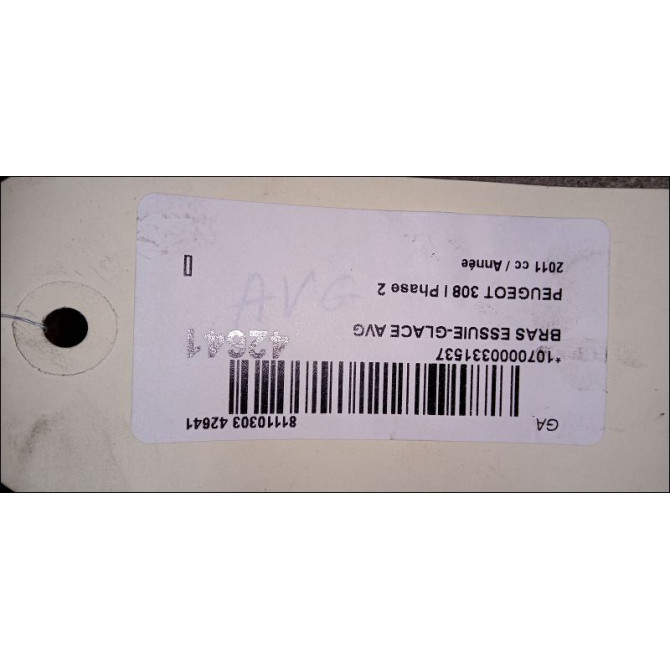 GA
81110303 42641
*1070000331537
42641
BRAS ESSUIE-GLACE AVG
PEUGEOT 308 I Phase 2
2011 cc / Année
AVG